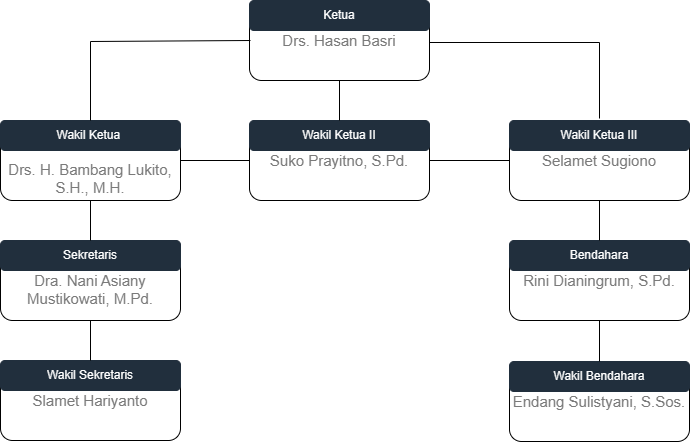 Ketua
Drs. Hasan Basri
Wakil Ketua
Drs. H. Bambang Lukito,
S.H., M.H.
Wakil Ketua II
Suko Prayitno, S.Pd.
Wakil Ketua III
Selamet Sugiono
Sekretaris
Dra. Nani Asiany
Mustikowati, M.Pd.
Bendahara
Rini Dianingrum, S.Pd.
Wakil Sekretaris
Slamet Hariyanto
Wakil Bendahara
Endang Sulistyani, S.Sos.